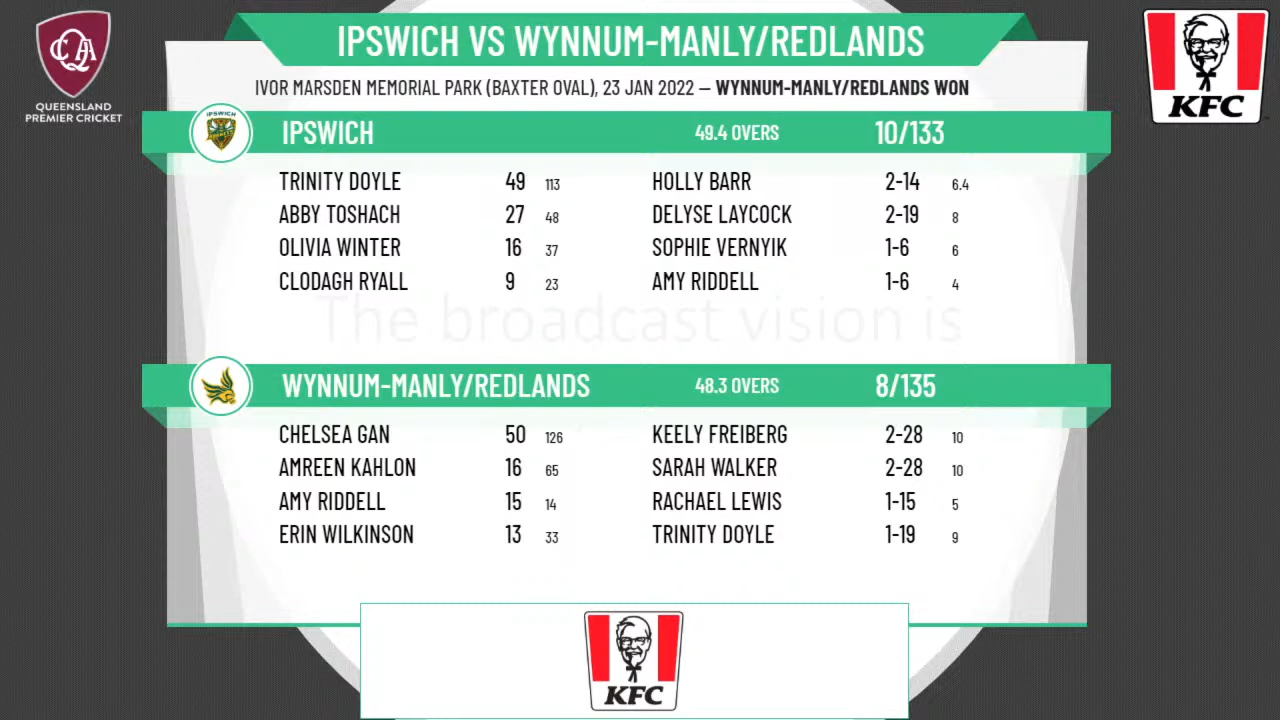 IPSWICH VS WYNNUM-MANLY/REDLANDS
IVOR MARSDEN MEMORIAL PARK (BAXTER OVAL), 23 JAN 2022 – WYNNUM-MANLY/REDLANDS WON
QUEENSLAND
PREMIER CRICKET
KFC
IPSWICH
IPSWICH 49.4 OVERS 10/133
TRINITY DOYLE 49 113 HOLLY BARR 2-14 6.4
ABBY TOSHACH 27 48 DELYSE LAYCOCK 2-19 8
OLIVIA WINTER 16 37 SOPHIE VERNYIK 1-6 6
CLODAGH RYALL 9 23 AMY RIDDELL 1-6 4
The broadcast vision is
WYNNUM-MANLY/REDLANDS 48.3 OVERS 8/135
CHELSEA GAN 50 126 KEELY FREIBERG 2-28 10
AMREEN KAHLON 16 65 SARAH WALKER 2-28 10
AMY RIDDELL 15 14 RACHAEL LEWIS 1-15 5
ERIN WILKINSON 13 33 TRINITY DOYLE 1-19 9
KFC